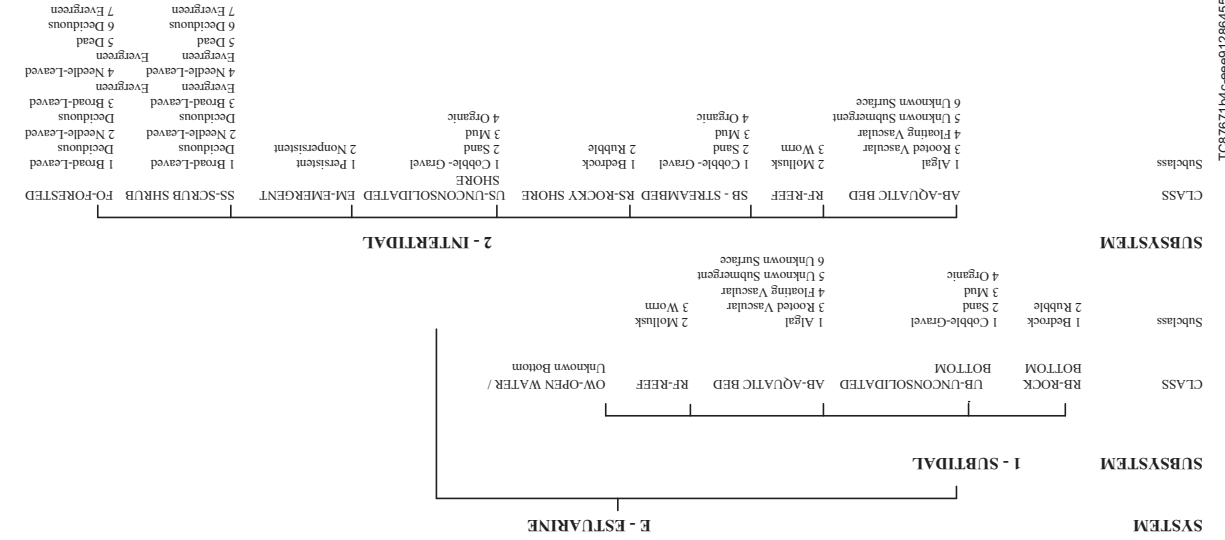 SYSTEM E - ESTUARINE
SUBSYSTEM 1 - SUBTIDAL
CLASS RB-ROCK UB-UNCONSOLIDATED AB-AQUATIC BED RF-REEF OW-OPEN WATER /
BOTTOM BOTTOM Unknown Bottom
Subclass 1 Bedrock 1 Cobble-Gravel 1 Algal 2 Mollusk
2 Rubble 2 Sand 3 Rooted Vascular 3 Worm
3 Mud 4 Floating Vascular
4 Organic 5 Unknown Submergent
6 Unknown Surface
SUBSYSTEM 2 - INTERTIDAL
CLASS AB-AQUATIC BED RF-REEF SB - STREAMBED RS-ROCKY SHORE US-UNCONSOLIDATED EM-EMERGENT SS-SCRUB SHRUB FO-FORESTED
SHORE
Subclass 1 Algal 2 Mollusk 1 Cobble- Gravel 1 Bedrock 1 Cobble- Gravel 1 Persistent 1 Broad-Leaved 1 Broad-Leaved
3 Rooted Vascular 3 Worm 2 Sand 2 Rubble 2 Sand 2 Nonpersistent Deciduous Deciduous
4 Floating Vascular 3 Mud 3 Mud 2 Needle-Leaved 2 Needle-Leaved
5 Unknown Submergent 4 Organic 4 Organic Deciduous Deciduous
6 Unknown Surface 3 Broad-Leaved 3 Broad-Leaved
Evergreen Evergreen
4 Needle-Leaved 4 Needle-Leaved
Evergreen Evergreen
5 Dead 5 Dead
6 Deciduous 6 Deciduous
7 Evergreen 7 Evergreen